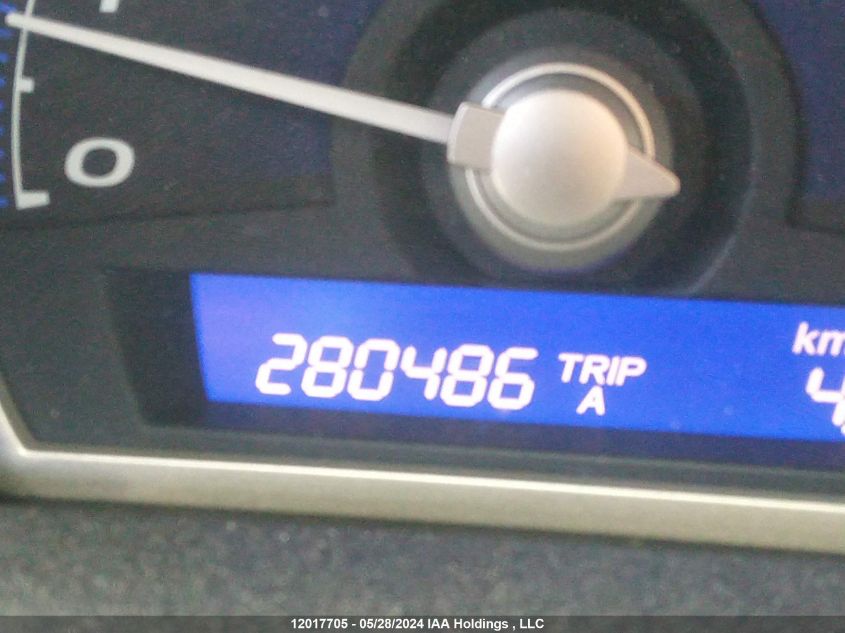 0
280486 TRIP km
A
12017705 - 05/28/2024 IAA Holdings , LLC